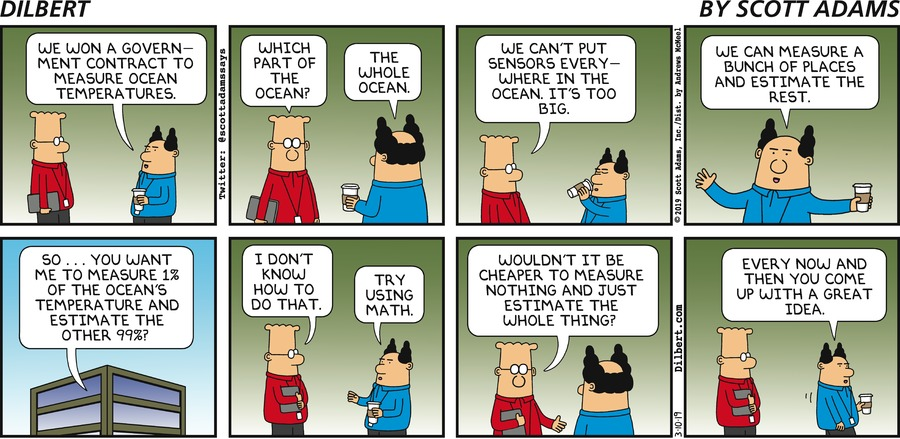 DILBERT
BY SCOTT ADAMS
WE WON A GOVERN-
MENT CONTRACT TO
MEASURE OCEAN
TEMPERATURES.
Twitter: @scottadamssays
WHICH
PART OF
THE
OCEAN?
THE
WHOLE
OCEAN.
WE CAN'T PUT
SENSORS EVERY-
WHERE IN THE
OCEAN. IT'S TOO
BIG.
©2019 Scott Adams, Inc./Dist. by Andrews McMeel
WE CAN MEASURE A
BUNCH OF PLACES
AND ESTIMATE THE
REST.
SO . . . YOU WANT
ME TO MEASURE 1%
OF THE OCEAN'S
TEMPERATURE AND
ESTIMATE THE
OTHER 99%?
I DON'T
KNOW
HOW TO
DO THAT.
TRY
USING
MATH.
WOULDN'T IT BE
CHEAPER TO MEASURE
NOTHING AND JUST
ESTIMATE THE
WHOLE THING?
3-10-19 Dilbert.com
EVERY NOW AND
THEN YOU COME
UP WITH A GREAT
IDEA.